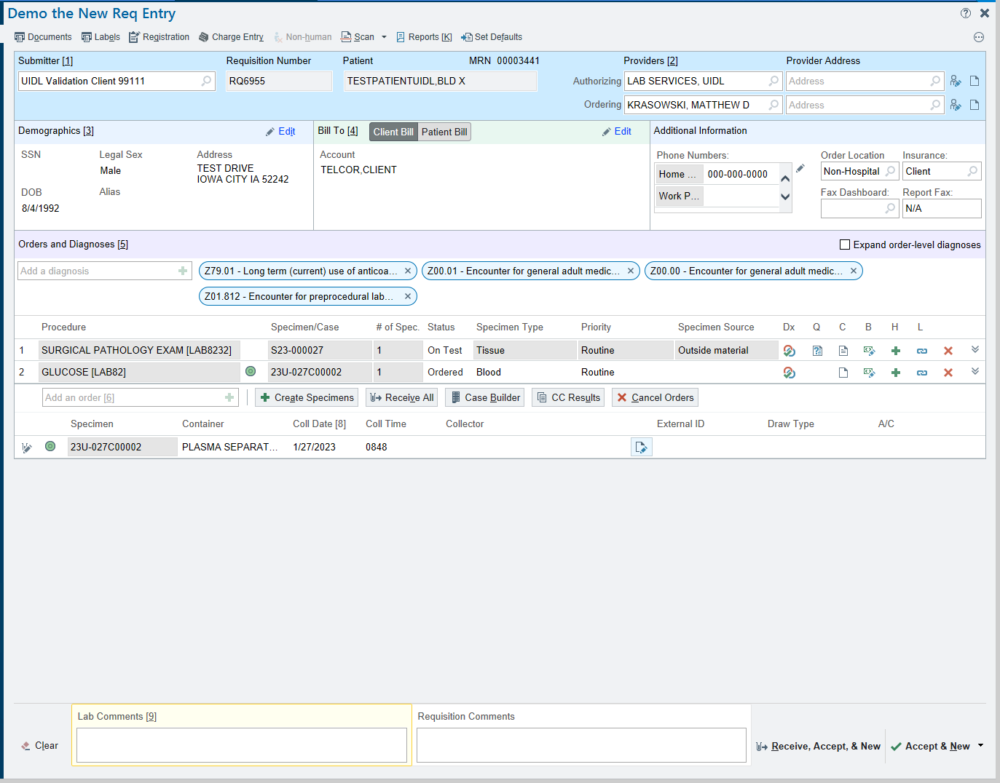 Demo the New Req Entry
Documents Labels Registration Charge Entry Non-human Scan Reports [K] Set Defaults
Submitter [1] Requisition Number Patient MRN 00003441 Providers [2] Provider Address
UIDL Validation Client 99111 RQ6955 TESTPATIENTUIDL,BLD X Authorizing LAB SERVICES, UIDL Address
Ordering KRASOWSKI, MATTHEW D Address
Demographics [3] Edit Bill To [4] Client Bill Patient Bill Edit Additional Information
SSN Legal Sex Address Account Phone Numbers: Order Location Insurance:
Male TEST DRIVE TELCOR,CLIENT Home ... 000-000-0000 Non-Hospital Client
IOWA CITY IA 52242
DOB Alias Work P... Fax Dashboard: Report Fax:
8/4/1992 N/A
Orders and Diagnoses [5] Expand order-level diagnoses
Add a diagnosis Z79.01 - Long term (current) use of anticoa... Z00.01 - Encounter for general adult medic... Z00.00 - Encounter for general adult medic...
Z01.812 - Encounter for preprocedural lab...
Procedure Specimen/Case # of Spec. Status Specimen Type Priority Specimen Source Dx Q C B H L
1 SURGICAL PATHOLOGY EXAM [LAB8232] S23-000027 1 On Test Tissue Routine Outside material
2 GLUCOSE [LAB82] 23U-027C00002 1 Ordered Blood Routine
Add an order [6] Create Specimens Receive All Case Builder CC Results Cancel Orders
Specimen Container Coll Date [8] Coll Time Collector External ID Draw Type A/C
23U-027C00002 PLASMA SEPARAT... 1/27/2023 0848
Lab Comments [9] Requisition Comments
Clear Receive, Accept, & New Accept & New